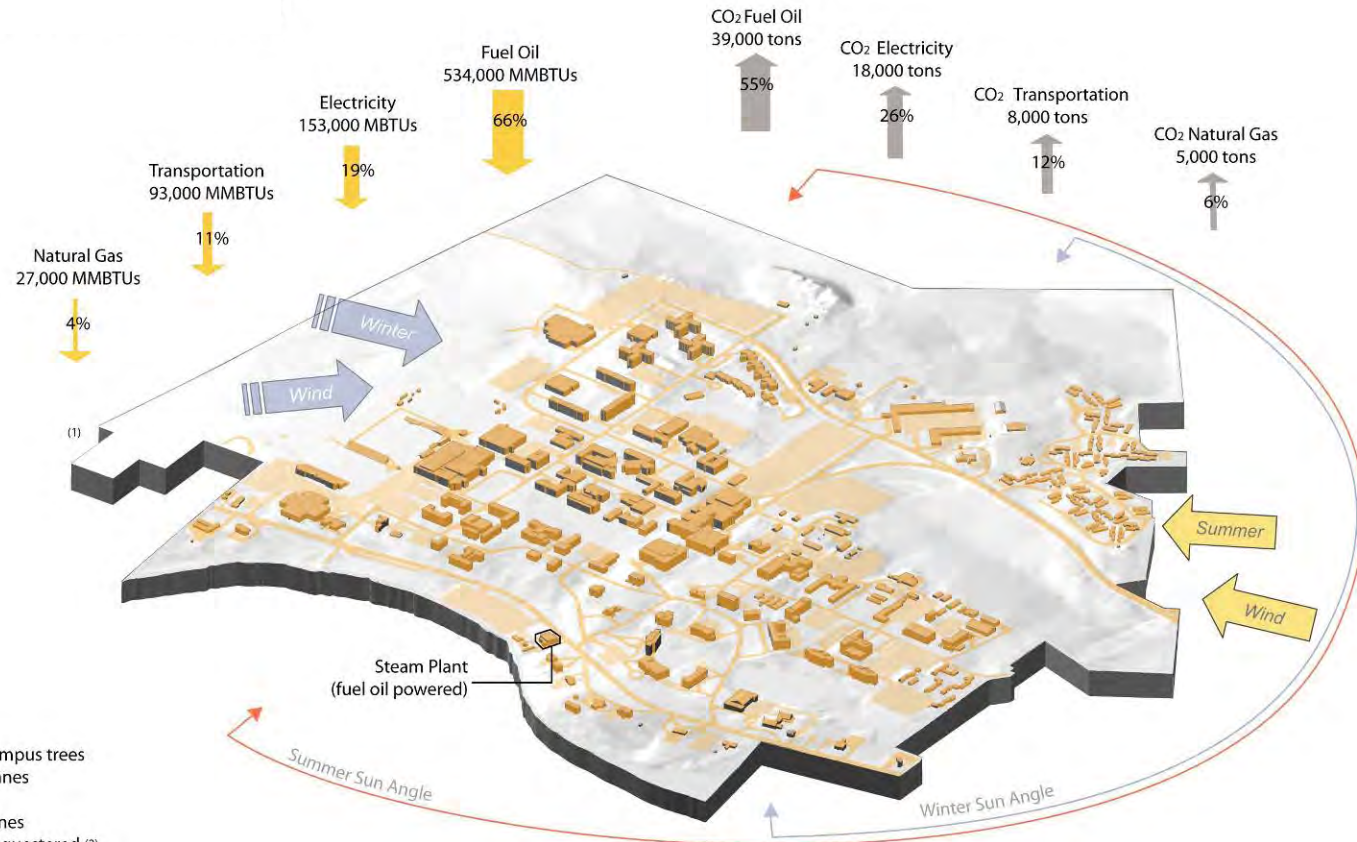 CO2 Fuel Oil
39,000 tons
55%
CO2 Electricity
18,000 tons
26%
CO2 Transportation
8,000 tons
12%
CO2 Natural Gas
5,000 tons
6%
Fuel Oil
534,000 MMBTUs
66%
Electricity
153,000 MBTUs
19%
Transportation
93,000 MMBTUs
11%
Natural Gas
27,000 MMBTUs
4%
Winter
Wind
(1)
Summer
Wind
Steam Plant
(fuel oil powered)
Summer Sun Angle
Winter Sun Angle
mpus trees
nnes
nes